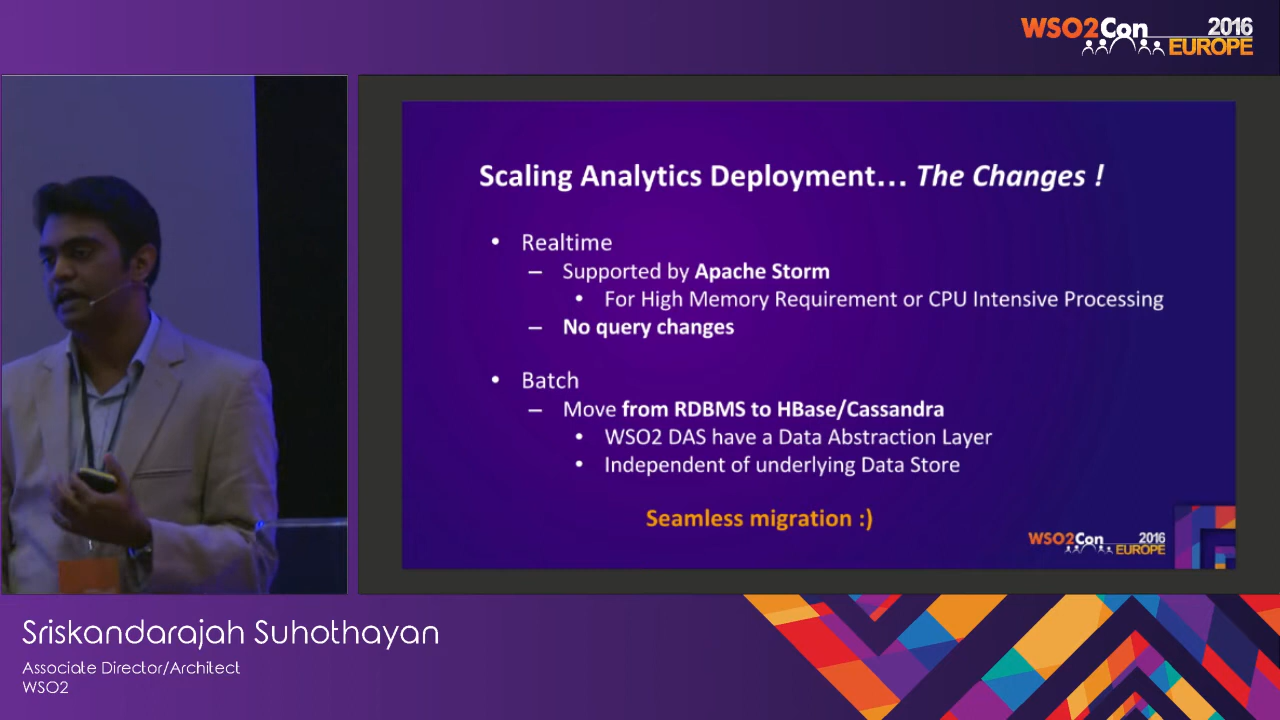 WSO2Con 2016
EUROPE
Scaling Analytics Deployment... The Changes !
• Realtime
– Supported by Apache Storm
• For High Memory Requirement or CPU Intensive Processing
– No query changes
• Batch
– Move from RDBMS to HBase/Cassandra
• WSO2 DAS have a Data Abstraction Layer
• Independent of underlying Data Store
Seamless migration :)
WSO2Con 2016
EUROPE
Sriskandarajah Suhothayan
Associate Director/Architect
WSO2